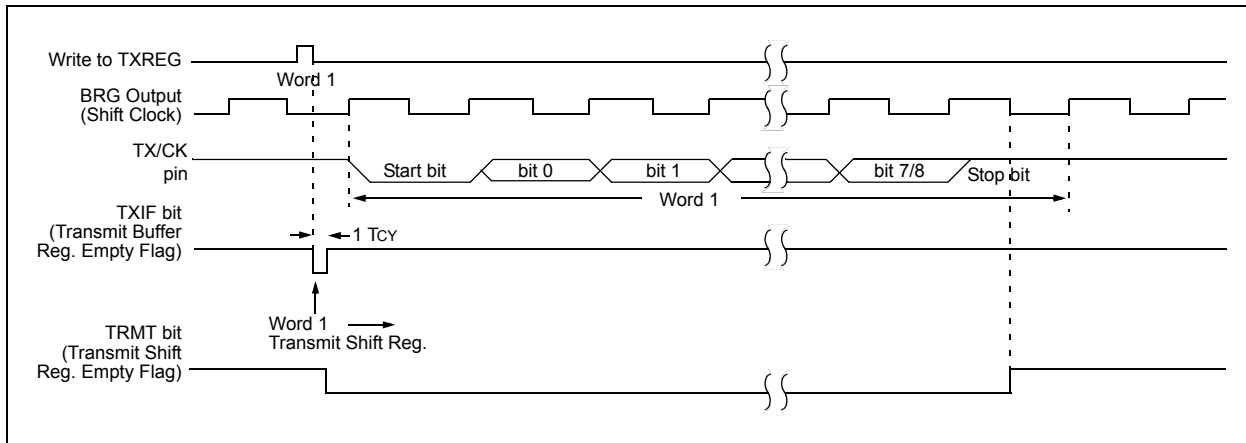 Write to TXREG
Word 1
BRG Output
(Shift Clock)
TX/CK
pin
Start bit
bit 0
bit 1
bit 7/8
Stop bit
Word 1
TXIF bit
(Transmit Buffer
Reg. Empty Flag)
1 TCY
Word 1
Transmit Shift Reg.
TRMT bit
(Transmit Shift
Reg. Empty Flag)